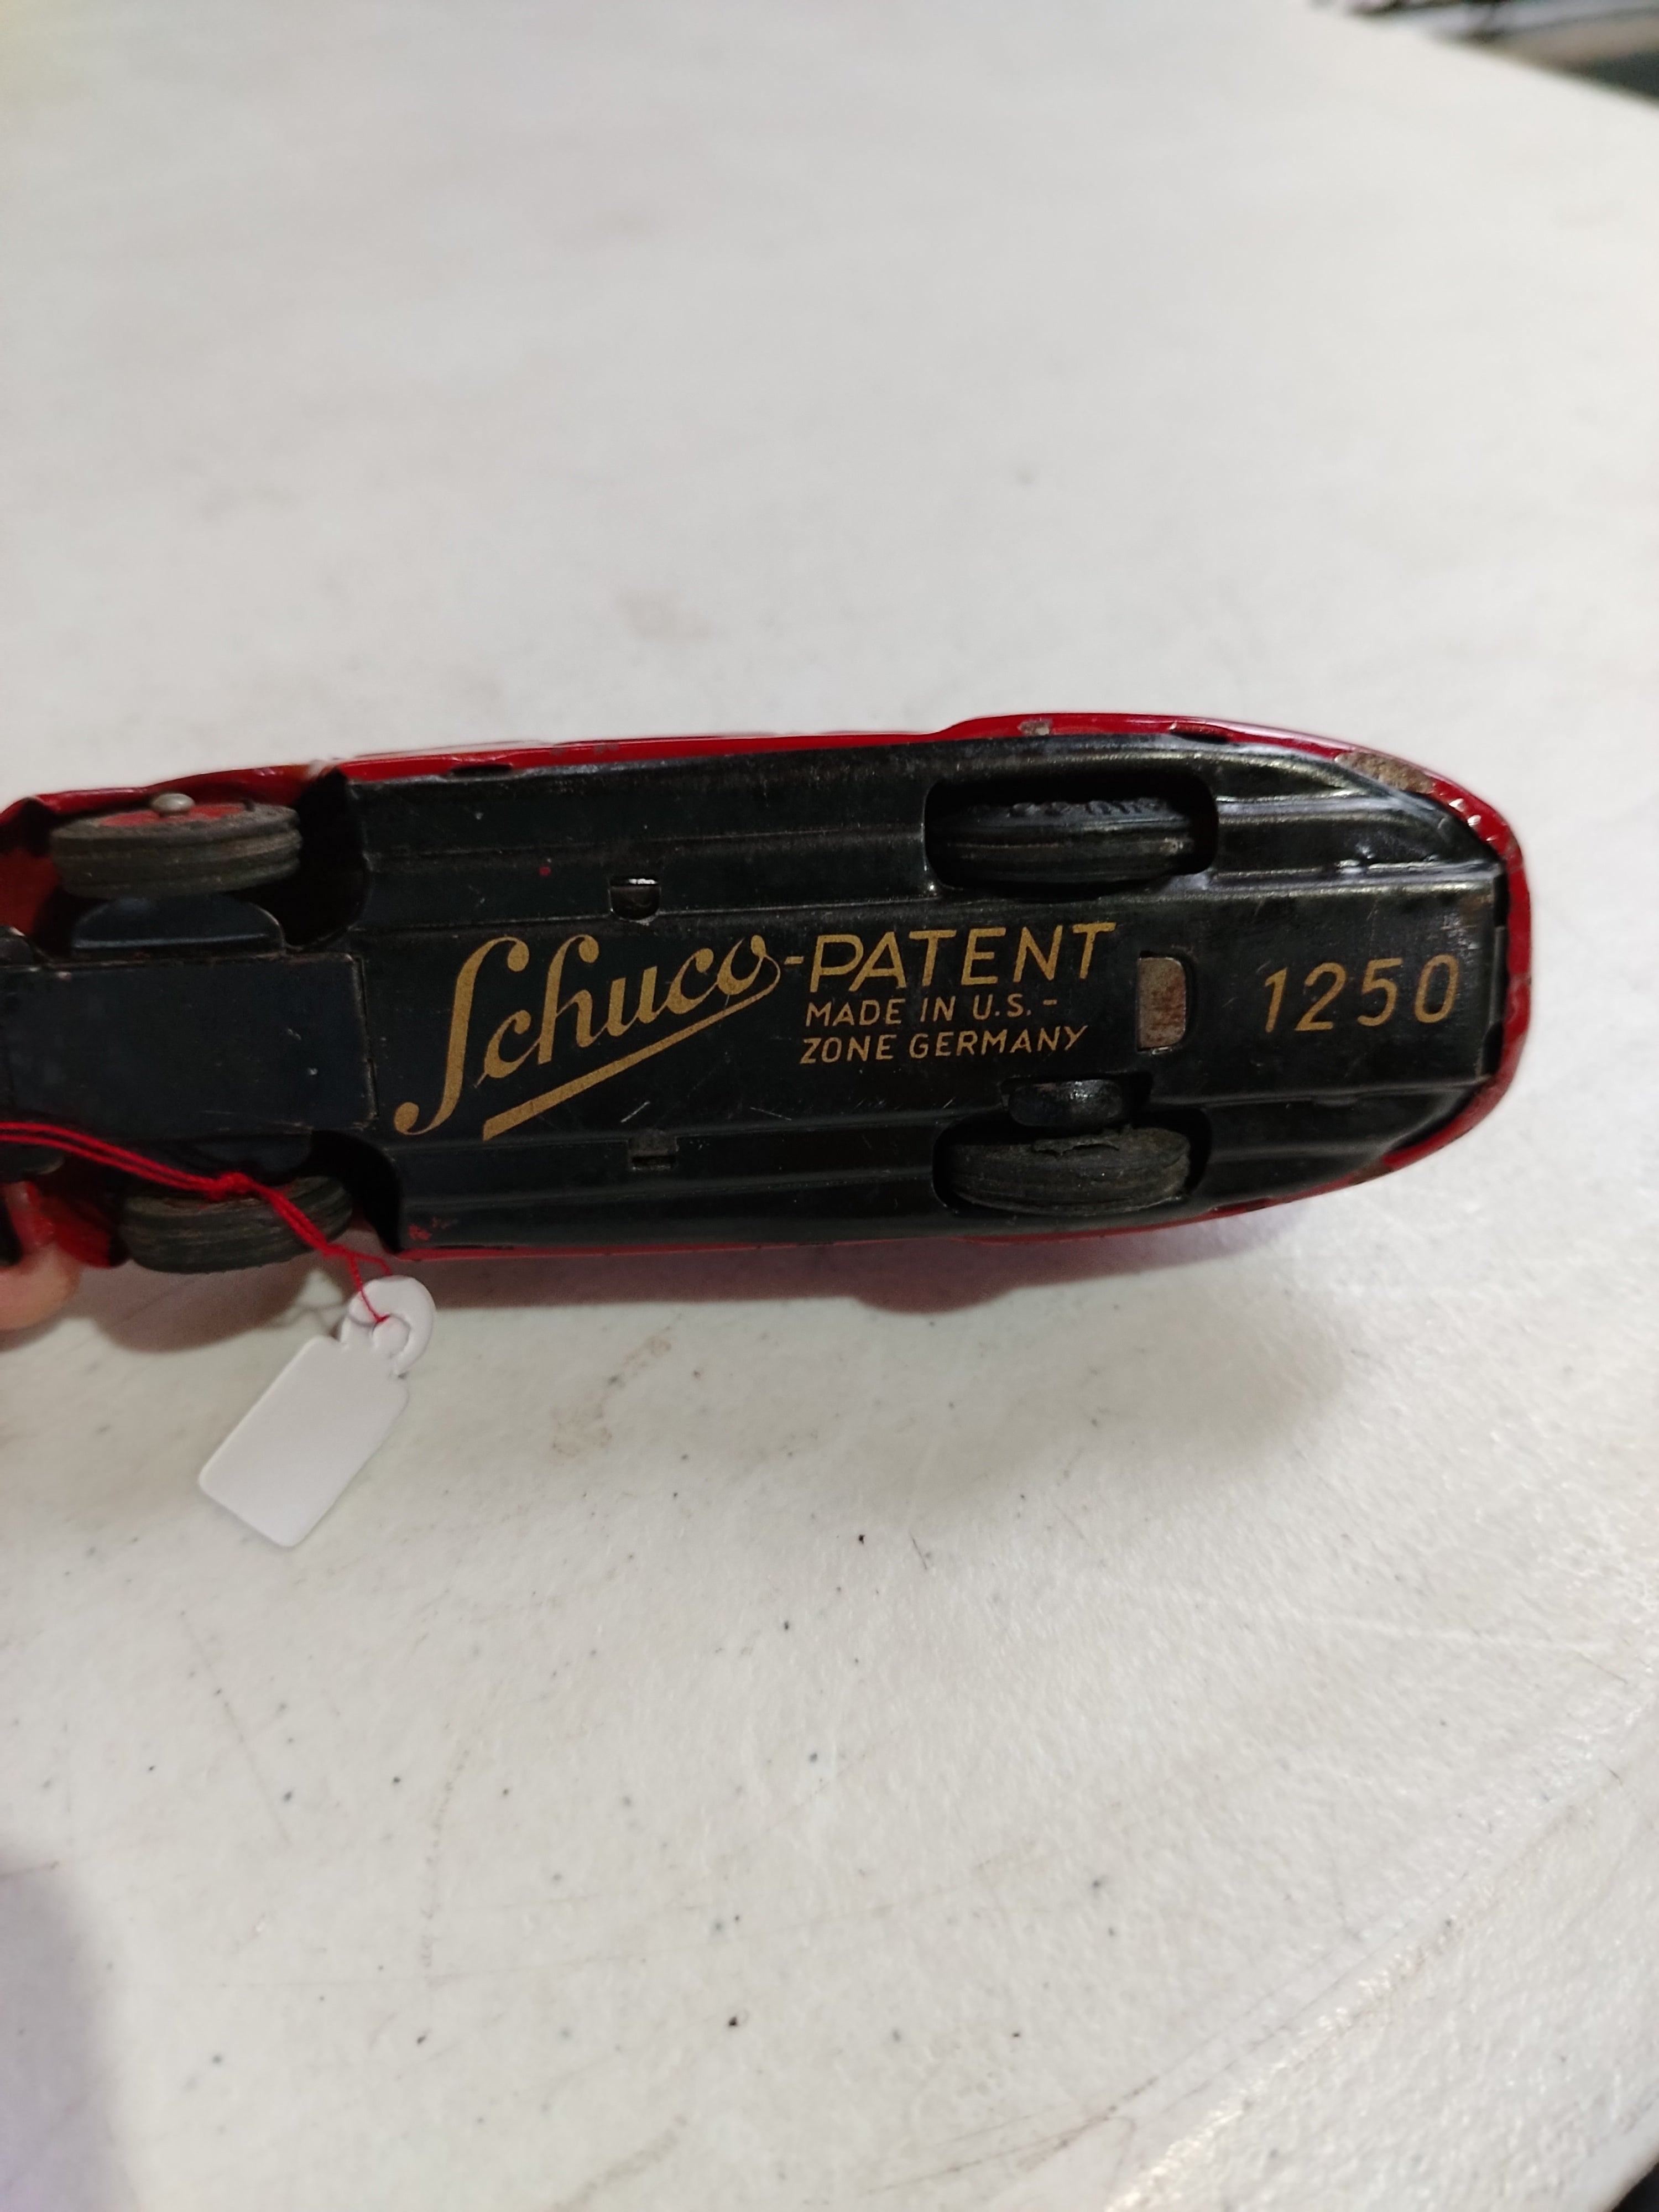 Schuco-PATENT
MADE IN U.S.-
ZONE GERMANY
1250